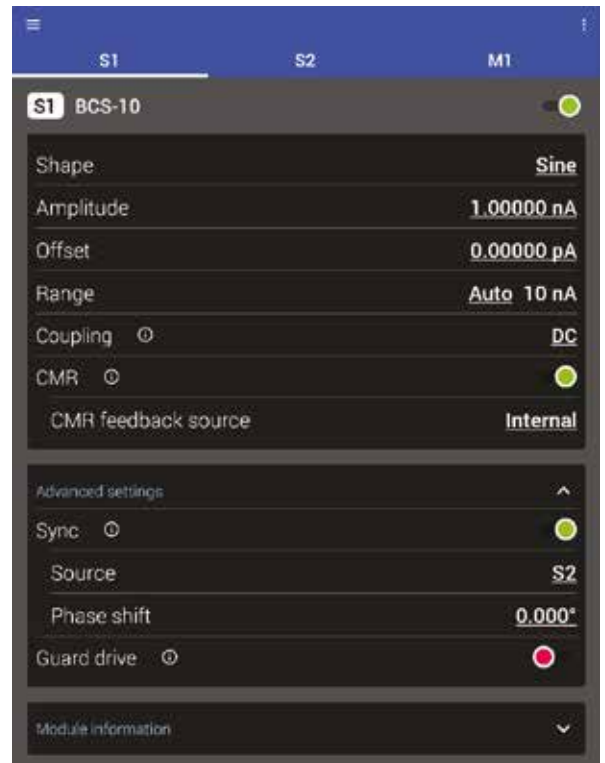 S1 S2 M1
S1 BCS-10
Shape Sine
Amplitude 1.00000 nA
Offset 0.00000 pA
Range Auto 10 nA
Coupling DC
CMR
CMR feedback source Internal
Advanced settings
Sync
Source S2
Phase shift 0.000°
Guard drive
Module information